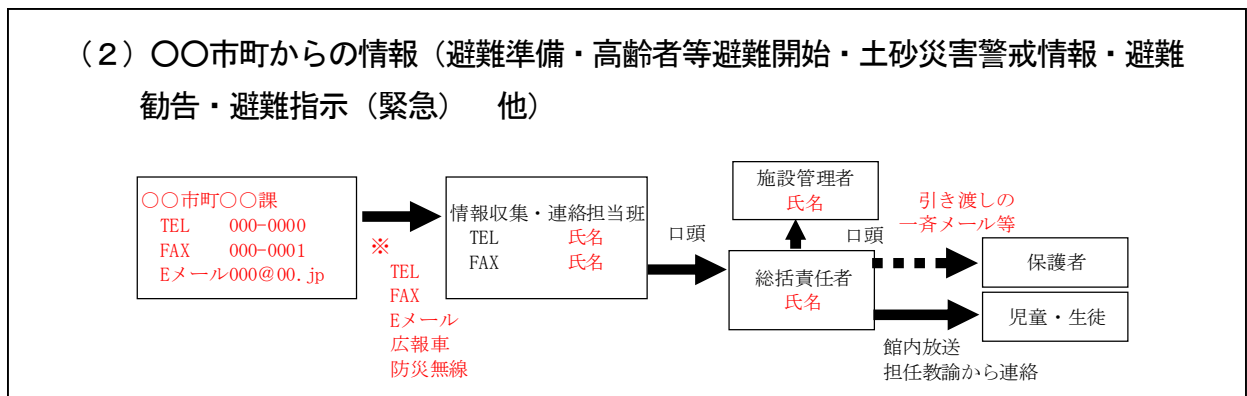 （２）〇〇市町からの情報（避難準備・高齢者等避難開始・土砂災害警戒情報・避難
勧告・避難指示（緊急）　他）
〇〇市町〇〇課
TEL　000-0000
FAX　000-0001
Eメール000@00.jp
※
TEL
FAX
Eメール
広報車
防災無線
情報収集・連絡担当班
TEL　氏名
FAX　氏名
口頭
施設管理者
氏名
口頭
総括責任者
氏名
引き渡しの
一斉メール等
保護者
児童・生徒
館内放送
担任教諭から連絡